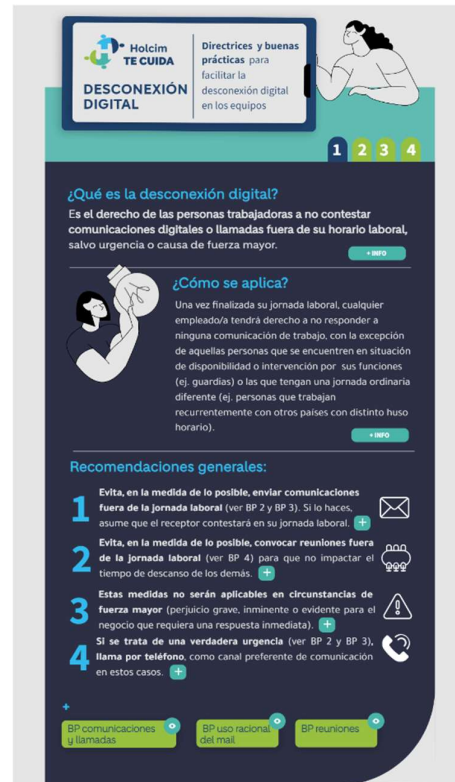 Holcim
TE CUIDA
DESCONEXIÓN
DIGITAL
Directrices y buenas
prácticas para
facilitar la
desconexión digital
en los equipos
1 2 3 4
¿Qué es la desconexión digital?
Es el derecho de las personas trabajadoras a no contestar
comunicaciones digitales o llamadas fuera de su horario laboral,
salvo urgencia o causa de fuerza mayor.
+ INFO
¿Cómo se aplica?
Una vez finalizada su jornada laboral, cualquier
empleado/a tendrá derecho a no responder a
ninguna comunicación de trabajo, con la excepción
de aquellas personas que se encuentren en situación
de disponibilidad o intervención por sus funciones
(ej. guardias) o las que tengan una jornada ordinaria
diferente (ej. personas que trabajan
recurrentemente con otros países con distinto huso
horario).
+ INFO
Recomendaciones generales:
1 Evita, en la medida de lo posible, enviar comunicaciones
fuera de la jornada laboral (ver BP 2 y BP 3). Si lo haces,
asume que el receptor contestará en su jornada laboral. +
2 Evita, en la medida de lo posible, convocar reuniones fuera
de la jornada laboral (ver BP 4) para que no impactar el
tiempo de descanso de los demás. +
3 Estas medidas no serán aplicables en circunstancias de
fuerza mayor (perjuicio grave, inminente o evidente para el
negocio que requiera una respuesta inmediata). +
4 Si se trata de una verdadera urgencia (ver BP 2 y BP 3),
llama por teléfono, como canal preferente de comunicación
en estos casos. +
+
BP comunicaciones
y llamadas
BP uso racional
del mail
BP reuniones